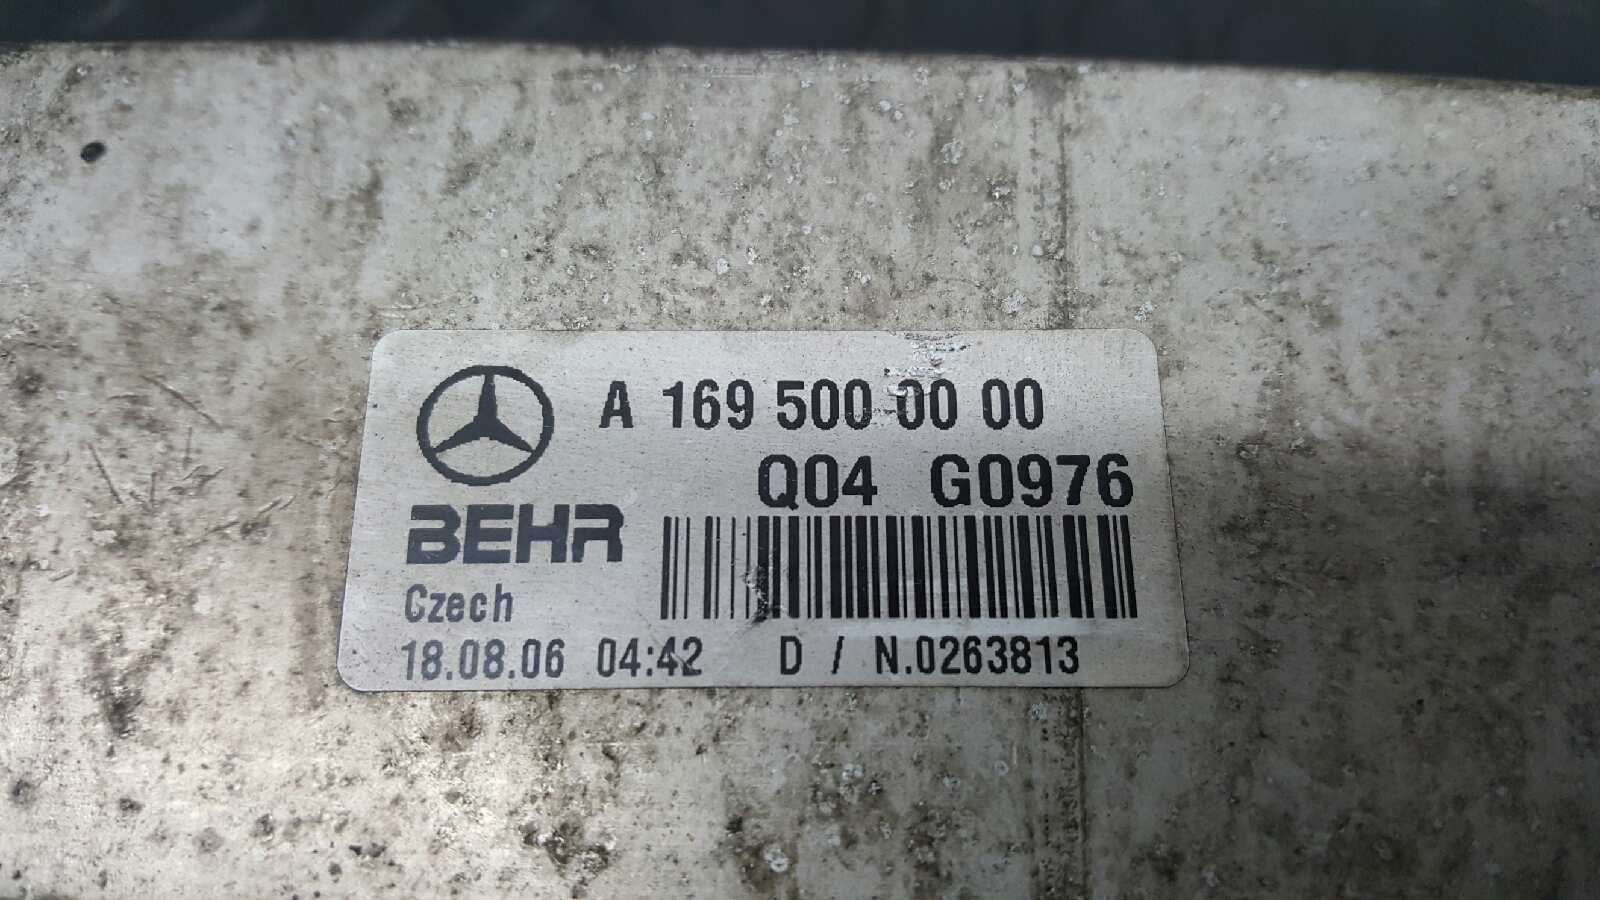 A 169 500 00 00
Q04 G0976
BEHR
Czech
18.08.06 04:42 D / N.0263813